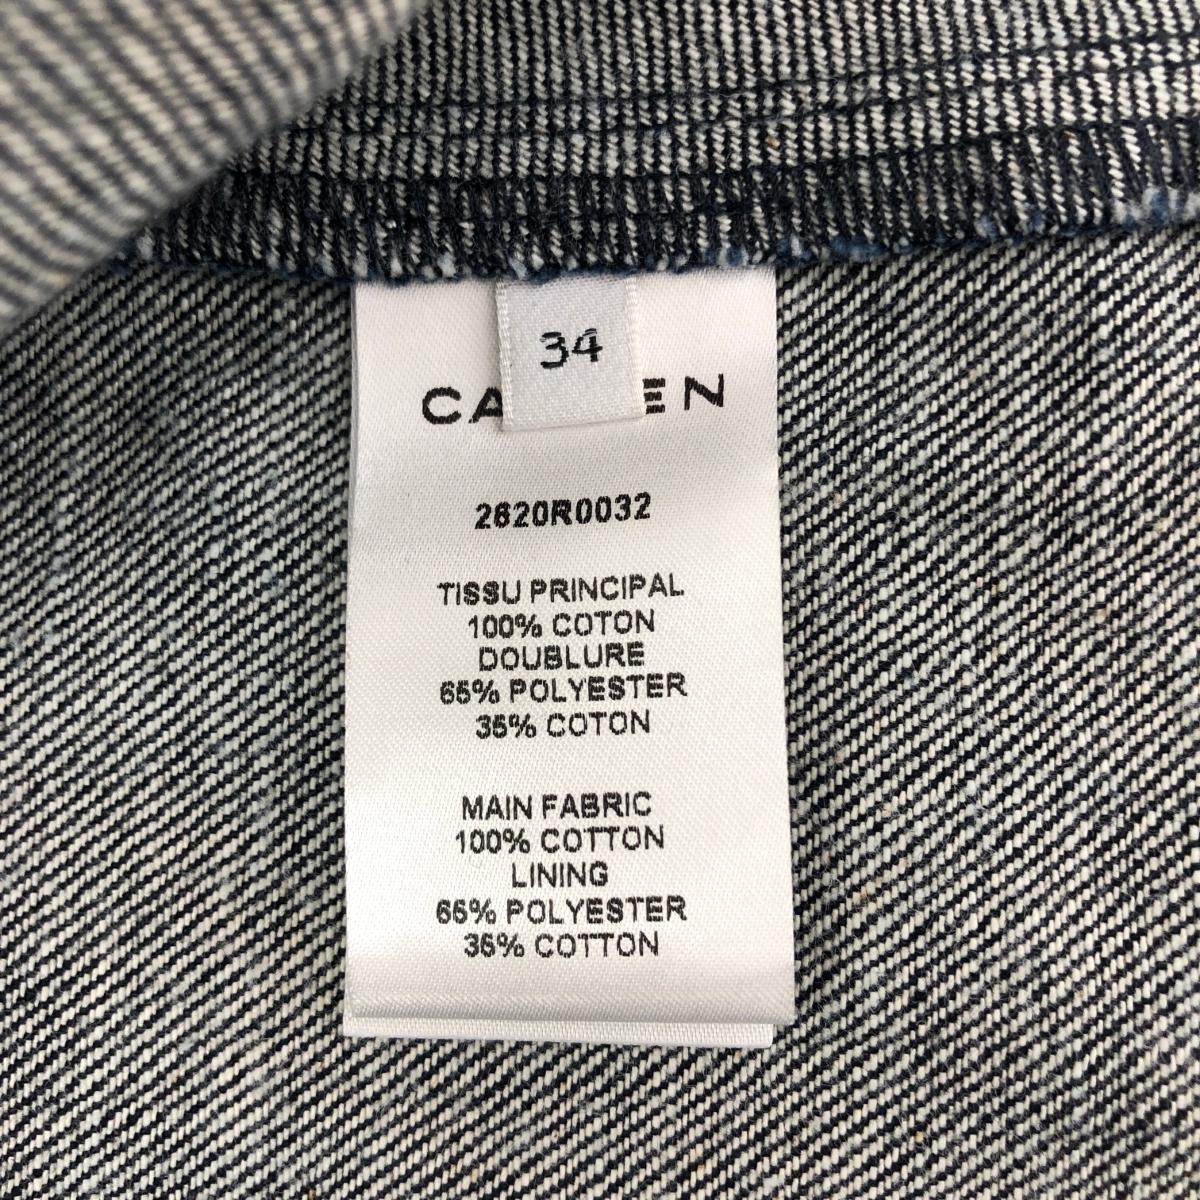 34
CA EN
2620R0032
TISSU PRINCIPAL
100% COTON
DOUBLURE
65% POLYESTER
35% COTON
MAIN FABRIC
100% COTTON
LINING
65% POLYESTER
35% COTTON